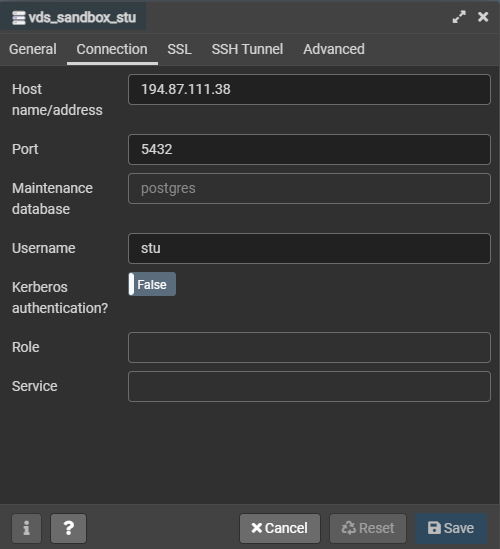 vds_sandbox_stu
General Connection SSL SSH Tunnel Advanced
Host
name/address
194.87.111.38
Port
5432
Maintenance
database
postgres
Username
stu
Kerberos
authentication?
False
Role
Service
i ? Cancel Reset Save